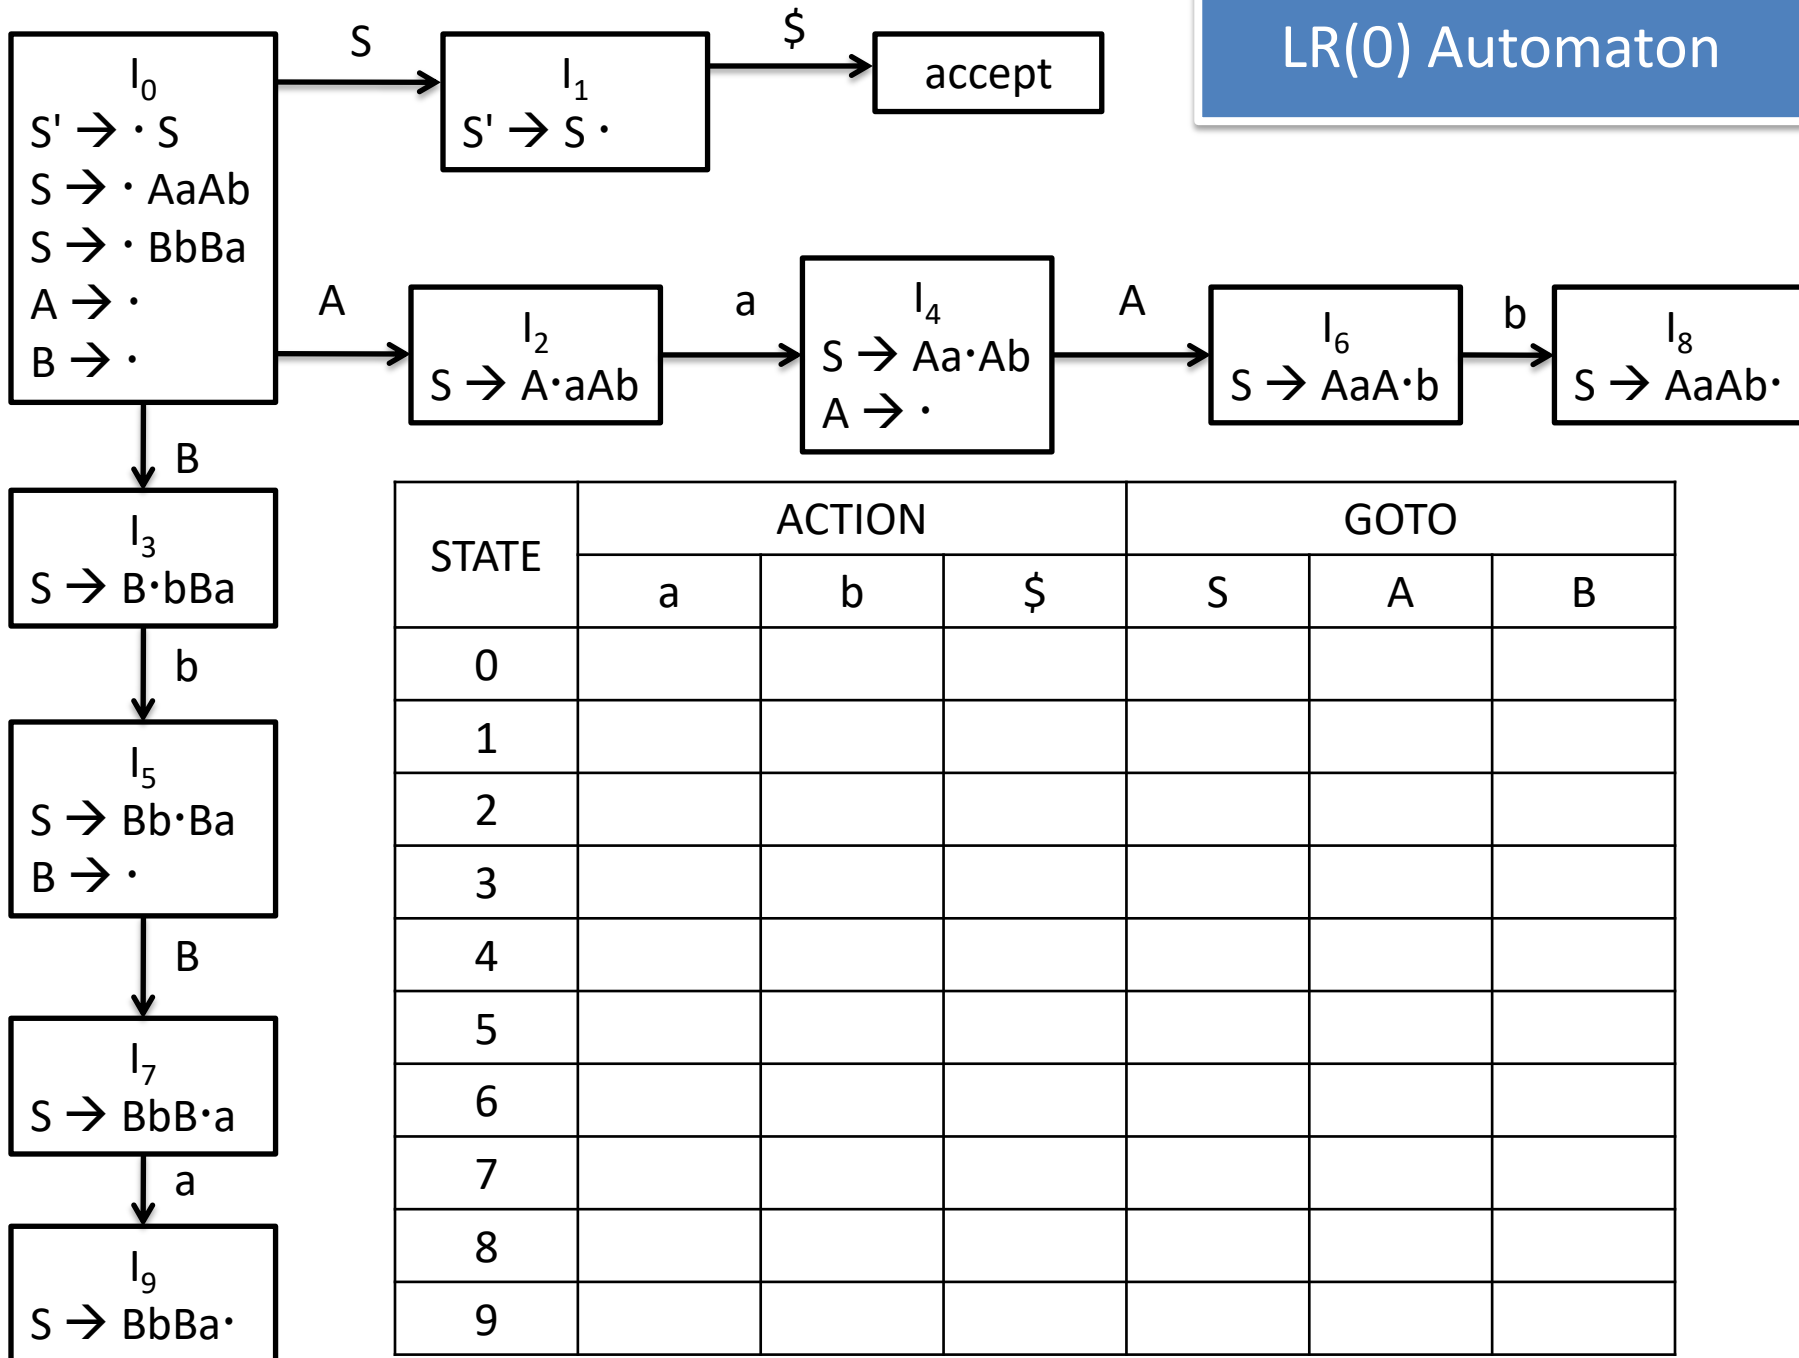 LR(0) Automaton
I0
S' → · S
S → · AaAb
S → · BbBa
A → ·
B → ·
S
I1
S' → S ·
$
accept
A
I2
S → A·aAb
a
I4
S → Aa·Ab
A → ·
A
I6
S → AaA·b
b
I8
S → AaAb·
B
I3
S → B·bBa
b
I5
S → Bb·Ba
B → ·
B
I7
S → BbB·a
a
I9
S → BbBa·
STATE ACTION GOTO
a b $ S A B
0
1
2
3
4
5
6
7
8
9